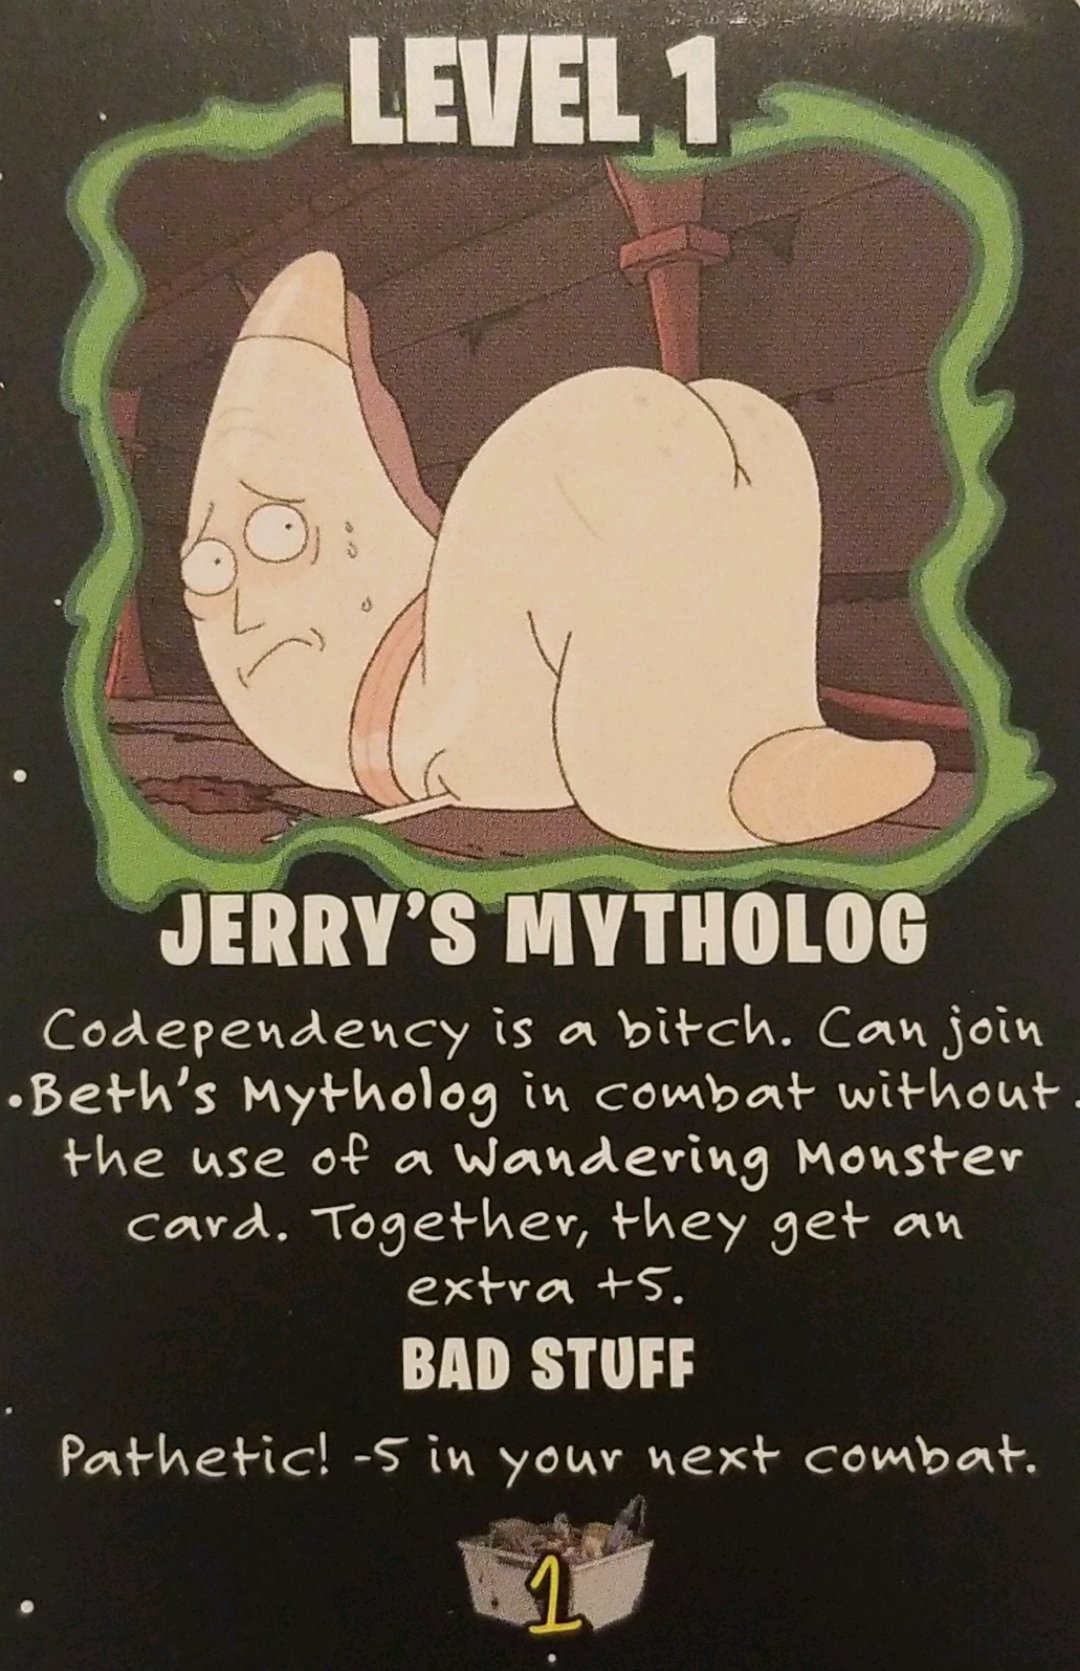 LEVEL 1
JERRY'S MYTHOLOG
Codependency is a bitch. Can join
Beth's Mytholog in combat without
the use of a Wandering Monster
card. Together, they get an
extra +5.
BAD STUFF
Pathetic! -5 in your next combat.
1